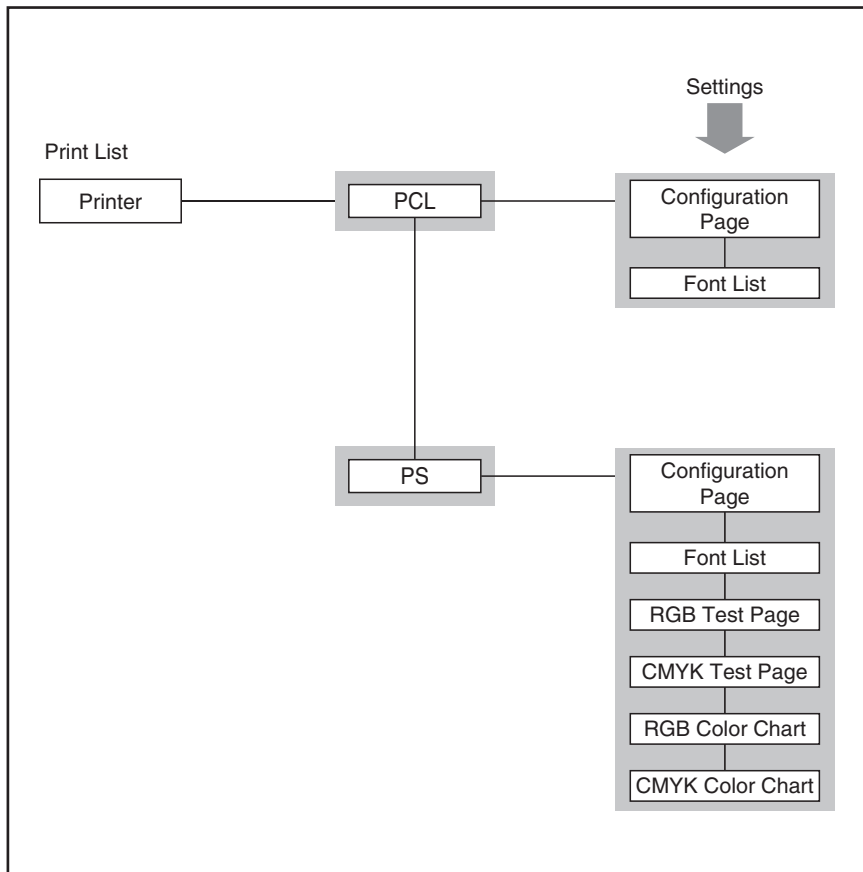 Settings
Print List
Printer
PCL
Configuration
Page
Font List
PS
Configuration
Page
Font List
RGB Test Page
CMYK Test Page
RGB Color Chart
CMYK Color Chart